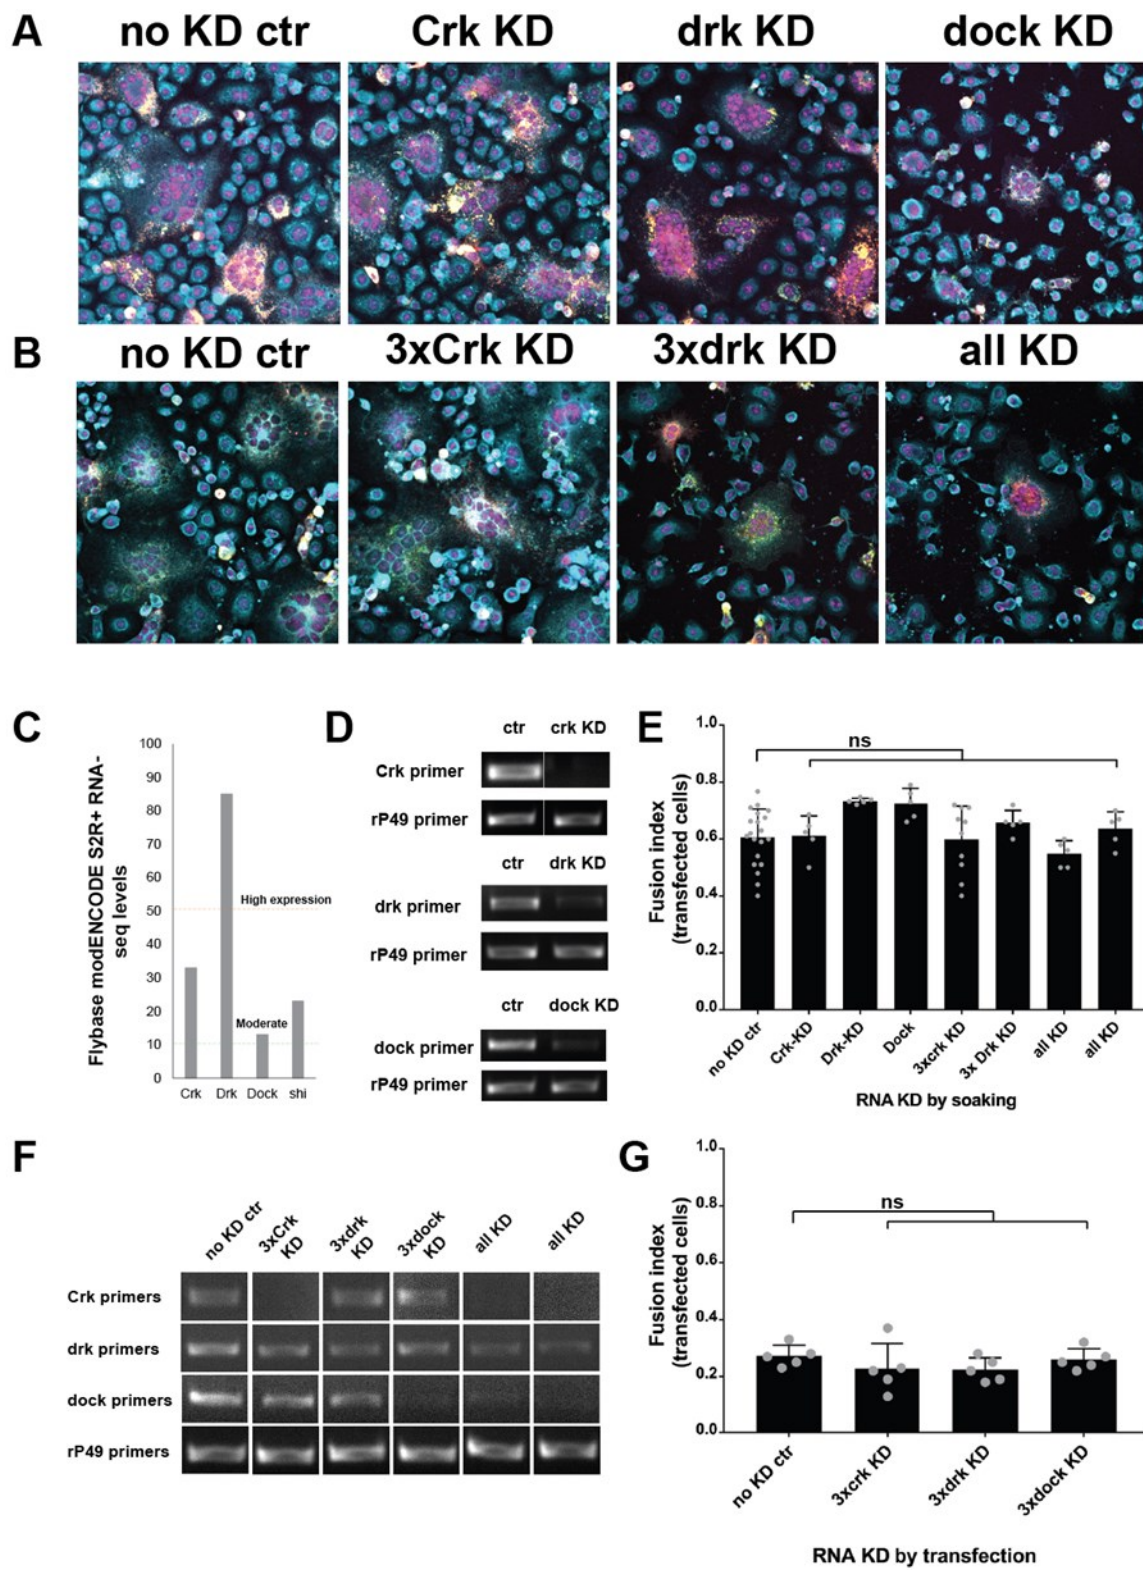 A
no KD ctr
Crk KD
drk KD
dock KD
B
no KD ctr
3xCrk KD
3xdrk KD
all KD
C
Flybase modENCODE S2R+ RNA-
seq levels
100
90
80
70
60
50
40
30
20
10
0
High expression
Moderate
Crk
Drk
Dock
shi
D
ctr
crk KD
Crk primer
rP49 primer
ctr
drk KD
drk primer
rP49 primer
ctr
dock KD
dock primer
rP49 primer
E
Fusion index
(transfected cells)
1.0
0.8
0.6
0.4
0.2
0.0
ns
no KD ctr
Crk-KD
Drk-KD
Dock
3xcrk KD
3x Drk KD
all KD
all KD
RNA KD by soaking
F
no KD ctr
3xCrk
KD
3xdrk
KD
3xdock
KD
all KD
all KD
Crk primers
drk primers
dock primers
rP49 primers
G
Fusion index
(transfected cells)
1.0
0.8
0.6
0.4
0.2
0.0
ns
no KD ctr
3xcrk KD
3xdrk KD
3xdock KD
RNA KD by transfection